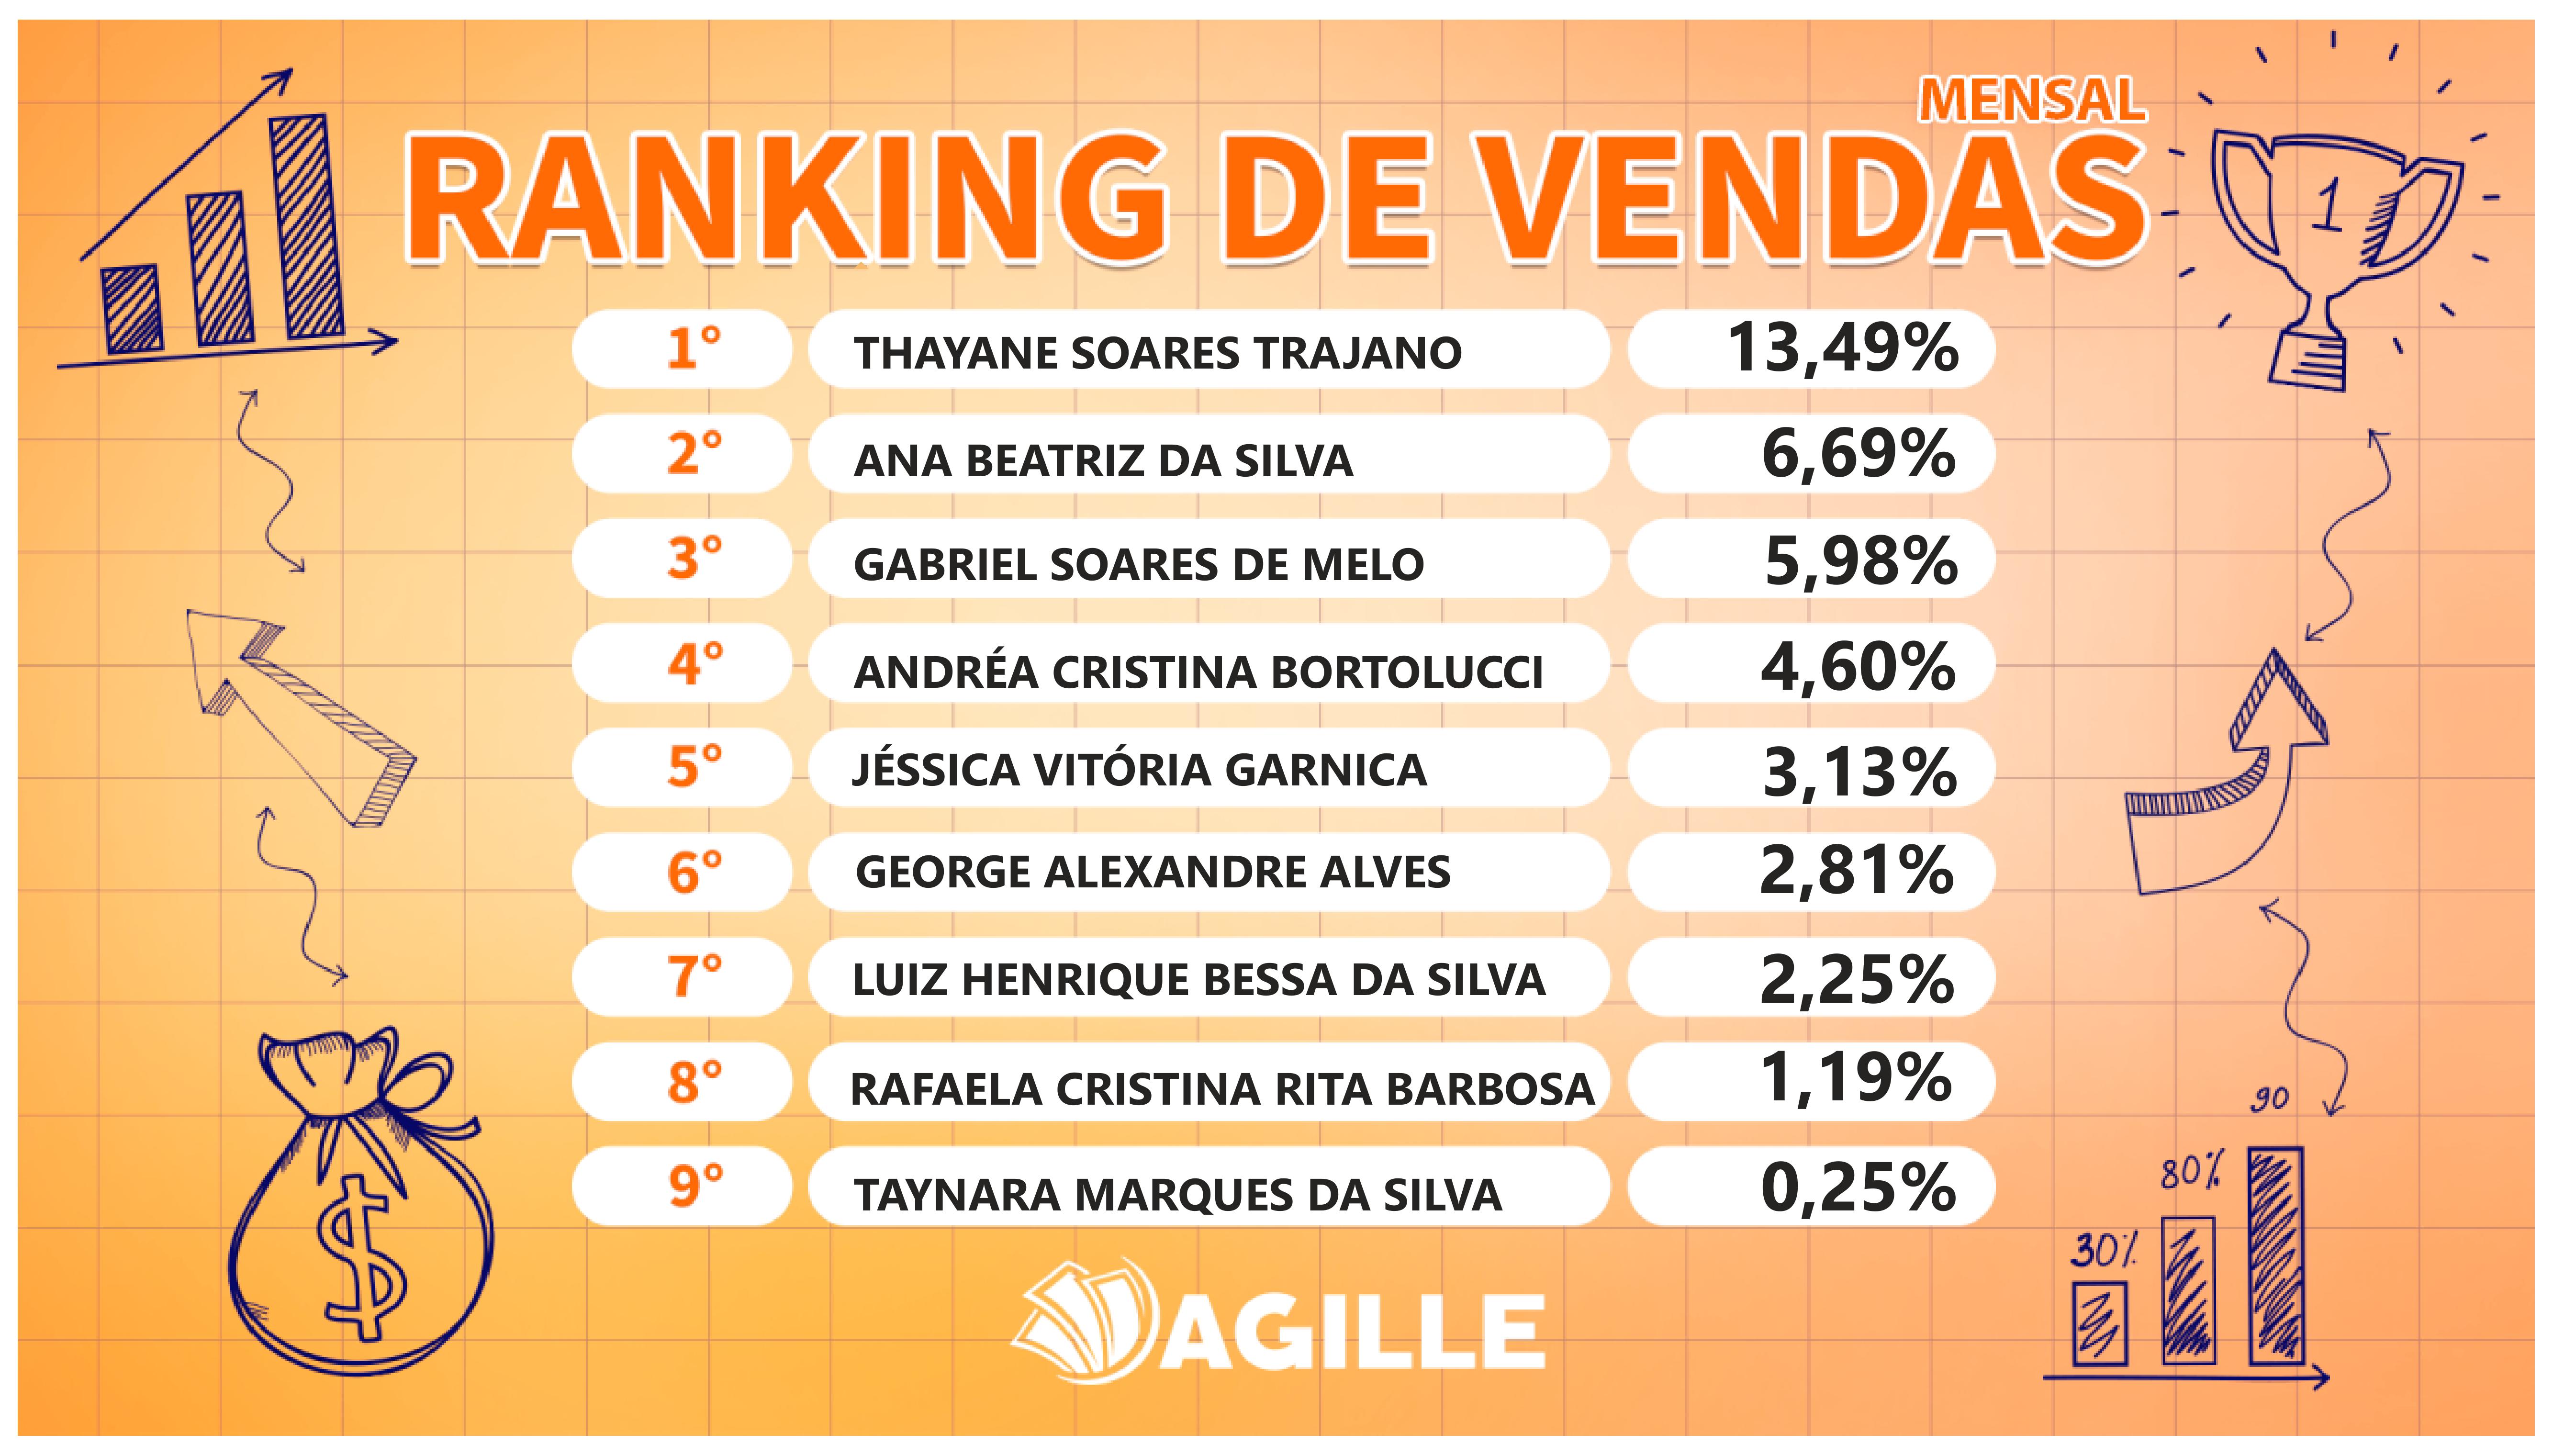 MENSAL
RANKING DE VENDAS
1° THAYANE SOARES TRAJANO 13,49%
2° ANA BEATRIZ DA SILVA 6,69%
3° GABRIEL SOARES DE MELO 5,98%
4° ANDRÉA CRISTINA BORTOLUCCI 4,60%
5° JÉSSICA VITÓRIA GARNICA 3,13%
6° GEORGE ALEXANDRE ALVES 2,81%
7° LUIZ HENRIQUE BESSA DA SILVA 2,25%
8° RAFAELA CRISTINA RITA BARBOSA 1,19%
9° TAYNARA MARQUES DA SILVA 0,25%
AGILLE
1
$
30%
80%
90